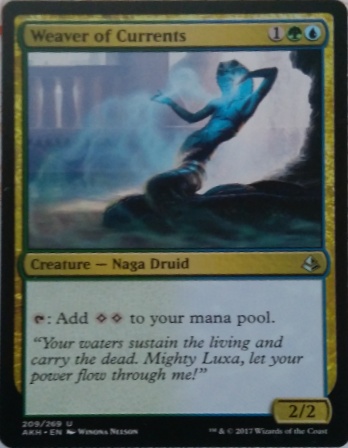 Weaver of Currents 1
Creature — Naga Druid
: Add ◇◇ to your mana pool.
“Your waters sustain the living and
carry the dead. Mighty Luxa, let your
power flow through me!”
2/2
209/269 U
AKH • EN Winona Nelson
™ & © 2017 Wizards of the Coast